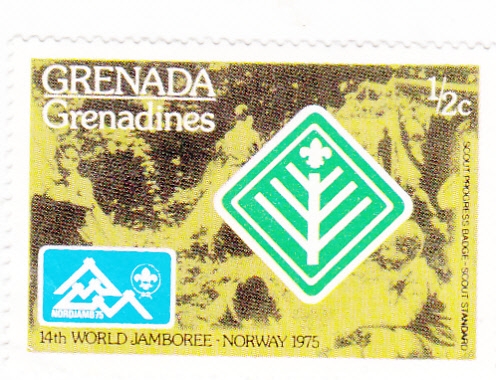 GRENADA
Grenadines
1/2c
SCOUT PROGRESS BADGE - SCOUT STANDARD
NORDJAMB 75
14th WORLD JAMBOREE - NORWAY 1975